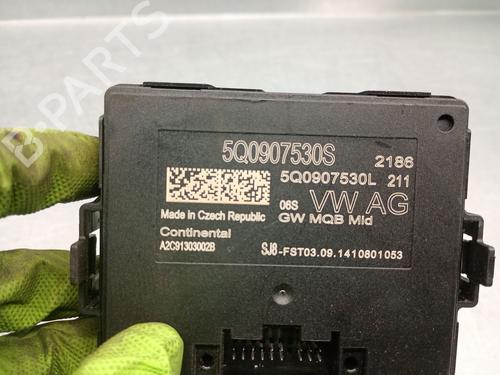 B-PARTS
5Q0907530S 2186
5Q0907530L 211
06S VW AG
Made in Czech Republic GW MQB Mid
Continental
A2C91303002B SJ8-FST03.09.1410801053
B-PARTS